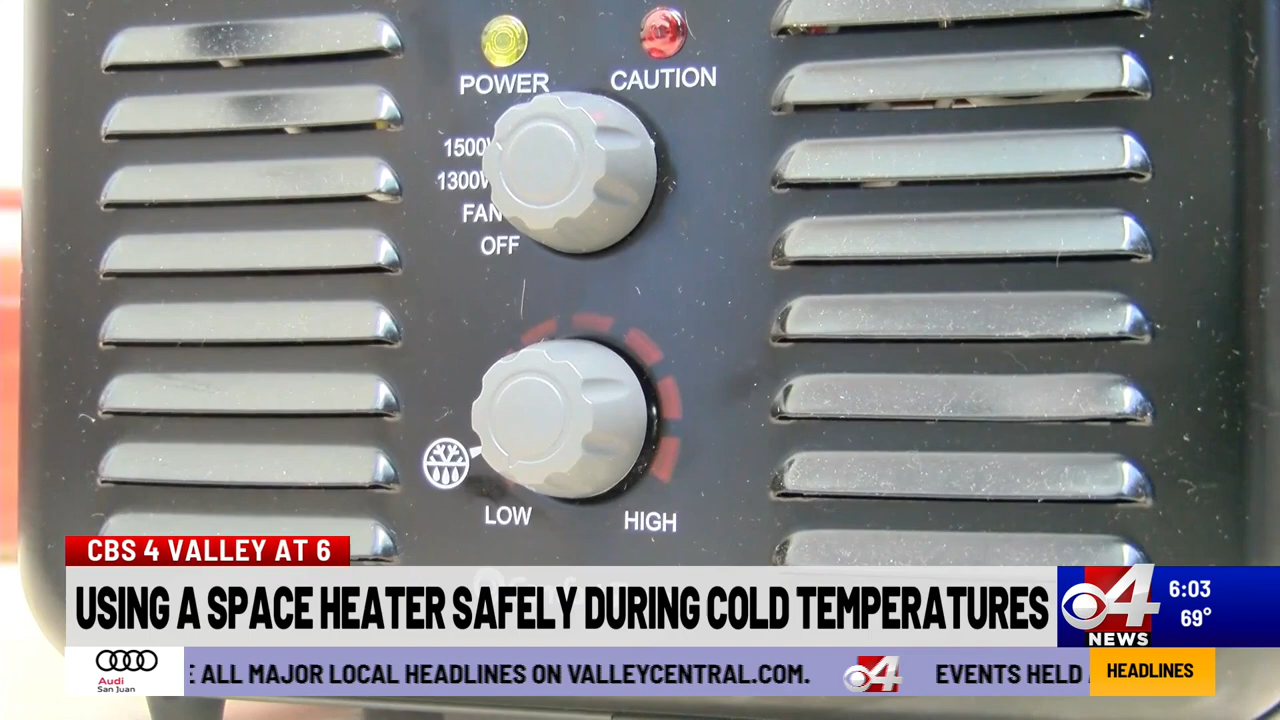 POWER
CAUTION
1500W
1300W
FAN
OFF
LOW
HIGH
CBS 4 VALLEY AT 6
USING A SPACE HEATER SAFELY DURING COLD TEMPERATURES
4
NEWS
6:03
69°
Audi
San Juan
E ALL MAJOR LOCAL HEADLINES ON VALLEYCENTRAL.COM.
4
EVENTS HELD
HEADLINES